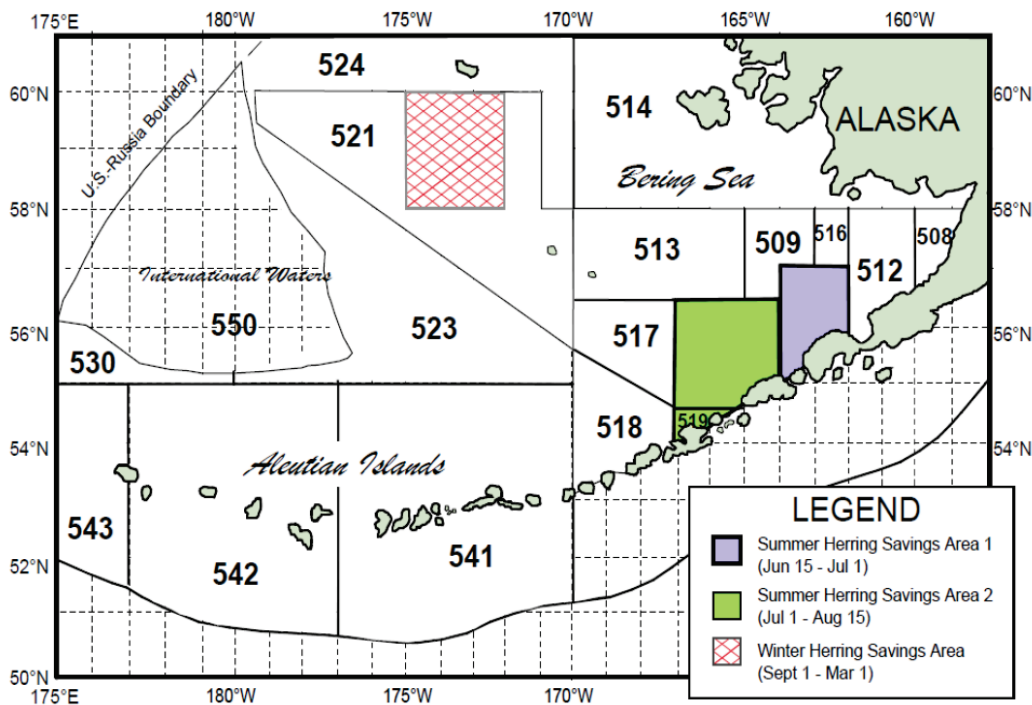 175°E 180°W 175°W 170°W 165°W 160°W
524
60°N 60°N
514
ALASKA
U.S.-Russia Boundary
521
Bering Sea
58°N 58°N
513 509 516 508
512
International Waters
550 523 517
56°N 56°N
530
519
518
54°N 54°N
Aleutian Islands
543
542 541
52°N 52°N
LEGEND
Summer Herring Savings Area 1
(Jun 15 - Jul 1)
Summer Herring Savings Area 2
(Jul 1 - Aug 15)
Winter Herring Savings Area
(Sept 1 - Mar 1)
50°N
175°E 180°W 175°W 170°W 165°W 160°W